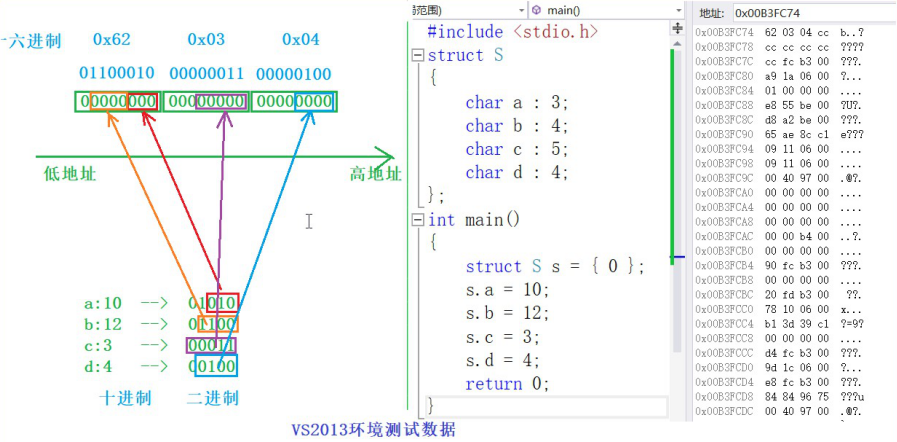 十六进制 0x62 0x03 0x04
01100010 00000011 00000100
00000000 00000000 00000000
低地址 高地址
a:10 --> 01010
b:12 --> 01100
c:3 --> 00011
d:4 --> 00100
十进制 二进制
VS2013环境测试数据
局范围) main()
#include <stdio.h>
struct S
{
char a : 3;
char b : 4;
char c : 5;
char d : 4;
};
int main()
{
struct S s = { 0 };
s.a = 10;
s.b = 12;
s.c = 3;
s.d = 4;
return 0;
}
地址: 0x00B3FC74
0x00B3FC74 62 03 04 cc b..?
0x00B3FC78 cc cc cc cc ????
0x00B3FC7C cc fc b3 00 ???.
0x00B3FC80 a9 1a 06 00 ?...
0x00B3FC84 01 00 00 00 ....
0x00B3FC88 e8 55 be 00 ?U?.
0x00B3FC8C d8 a2 be 00 ???.
0x00B3FC90 65 ae 8c c1 e???
0x00B3FC94 09 11 06 00 ....
0x00B3FC98 09 11 06 00 ....
0x00B3FC9C 00 40 97 00 .@?.
0x00B3FCA0 00 00 00 00 ....
0x00B3FCA4 00 00 00 00 ....
0x00B3FCA8 00 00 00 00 ....
0x00B3FCAC 00 00 b4 00 ..?.
0x00B3FCB0 00 00 00 00 ....
0x00B3FCB4 90 fc b3 00 ???.
0x00B3FCB8 00 00 00 00 ....
0x00B3FCBC 20 fd b3 00 ??.
0x00B3FCC0 78 10 06 00 x...
0x00B3FCC4 b1 3d 39 c1 ?=9?
0x00B3FCC8 00 00 00 00 ....
0x00B3FCCC d4 fc b3 00 ???.
0x00B3FCD0 9d 1c 06 00 ?...
0x00B3FCD4 e8 fc b3 00 ???.
0x00B3FCD8 84 84 96 75 ???u
0x00B3FCDC 00 40 97 00 .@?.